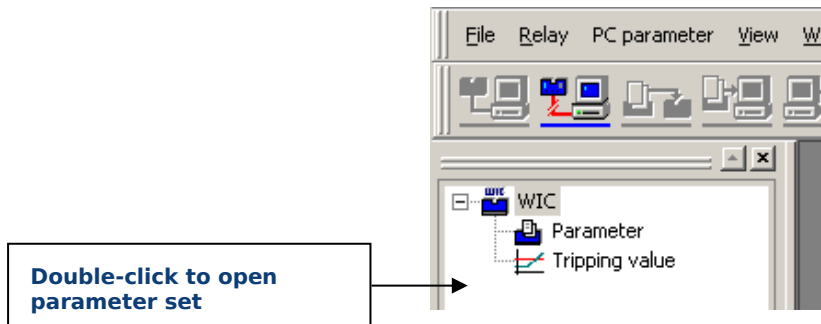 File Relay PC parameter View W
WIC
Parameter
Tripping value
Double-click to open
parameter set